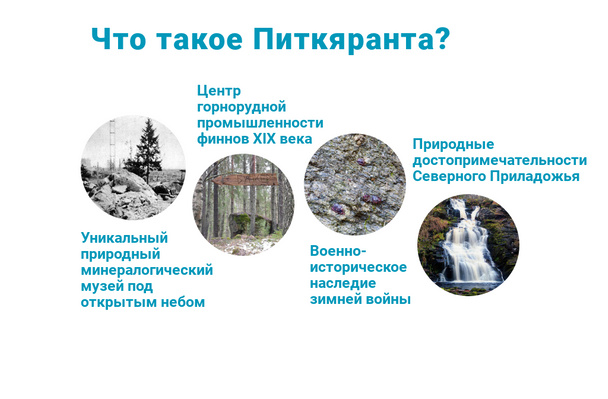 Что такое Питкяранта?
Центр
горнорудной
промышленности
финнов XIX века
Природные
достопримечательности
Северного Приладожья
Уникальный
природный
минералогический
музей под
открытым небом
Военно-
историческое
наследие
зимней войны